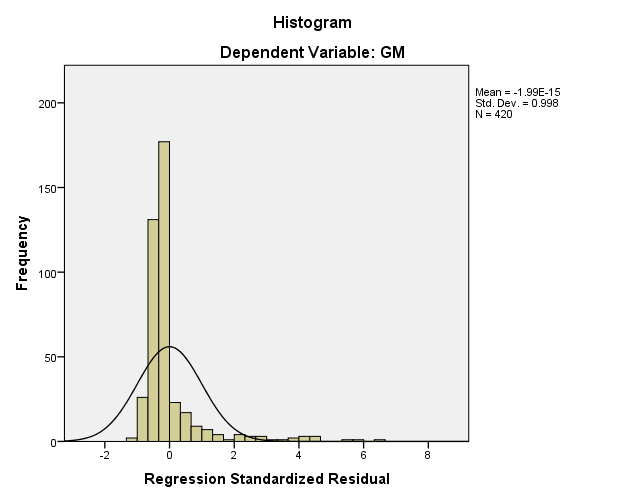 Histogram
Dependent Variable: GM
Mean = -1.99E-15
Std. Dev. = 0.998
N = 420
200
150
100
50
0
Frequency
-2 0 2 4 6 8
Regression Standardized Residual